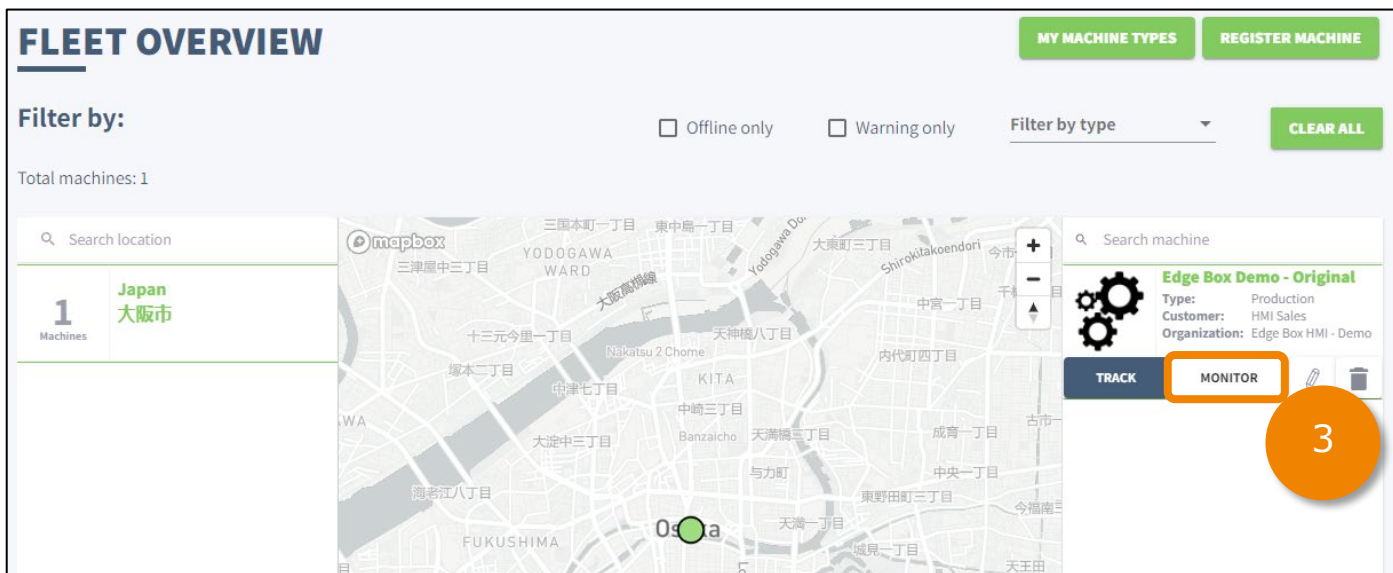 FLEET OVERVIEW
MY MACHINE TYPES
REGISTER MACHINE
Filter by:
Offline only
Warning only
Filter by type
CLEAR ALL
Total machines: 1
Search location
1
Machines
Japan
大阪市
mapbox
三国本町一丁目
東中島一丁目
YODOGAWA
WARD
三津屋中三丁目
大阪高槻線
大東町三丁目
Shirokitakoendori
中宮一丁目
十三元今里一丁目
天神橋八丁目
Nakatsu 2 Chome
内代町四丁目
塚本二丁目
KITA
中津七丁目
中崎三丁目
大淀中三丁目
Banzaicho
天満橋三丁目
成育一丁目
与力町
中央一丁目
海老江八丁目
東野田町三丁目
天満一丁目
FUKUSHIMA
城見一丁目
天王田
+
−
Search machine
Edge Box Demo - Original
Type: Production
Customer: HMI Sales
Organization: Edge Box HMI - Demo
TRACK
MONITOR
3